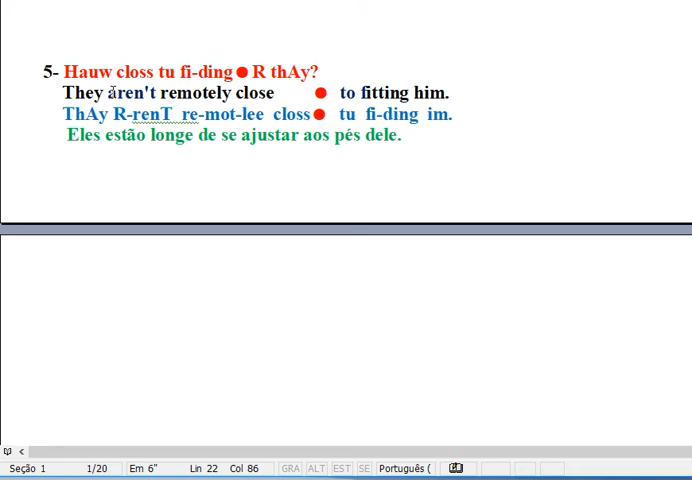 5- Hauw closs tu fi-ding ● R thAy?
They aren't remotely close ● to fitting him.
ThAy R-renT re-mot-lee closs ● tu fi-ding im.
Eles estão longe de se ajustar aos pés dele.
Seção 1 1/20 Em 6" Lin 22 Col 86 GRA ALT EST SE Português (